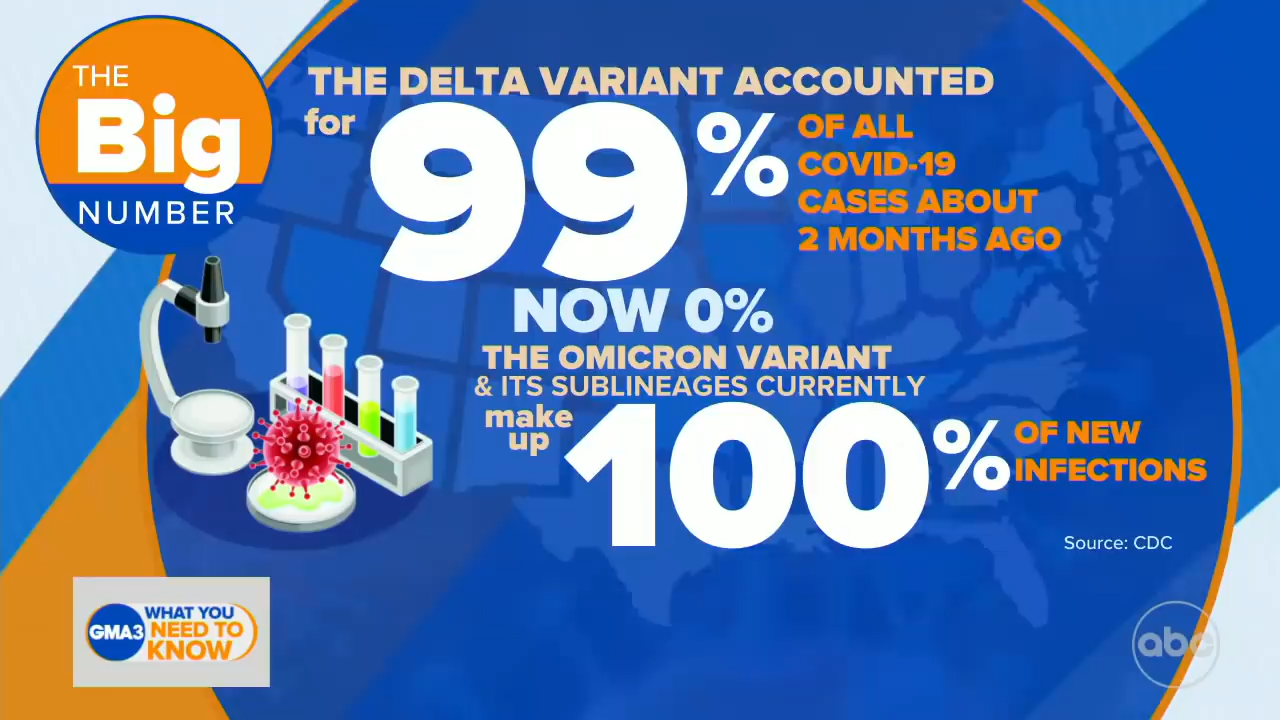 THE
Big
NUMBER
THE DELTA VARIANT ACCOUNTED
for 99% OF ALL
COVID-19
CASES ABOUT
2 MONTHS AGO
NOW 0%
THE OMICRON VARIANT
& ITS SUBLINEAGES CURRENTLY
make
up 100% OF NEW
INFECTIONS
Source: CDC
GMA3 WHAT YOU
NEED TO
KNOW
abc